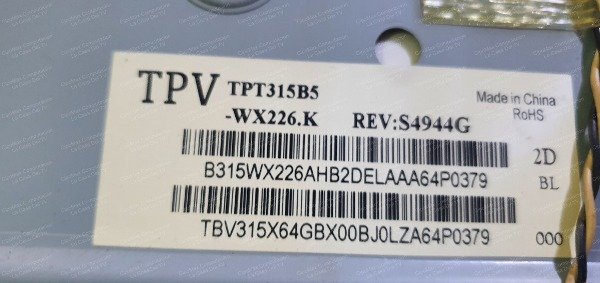 TPV TPT315B5
-WX226.K REV:S4944G
Made in China
RoHS
2D
B315WX226AHB2DELAAA64P0379
BL
TBV315X64GBX00BJ0LZA64P0379
000